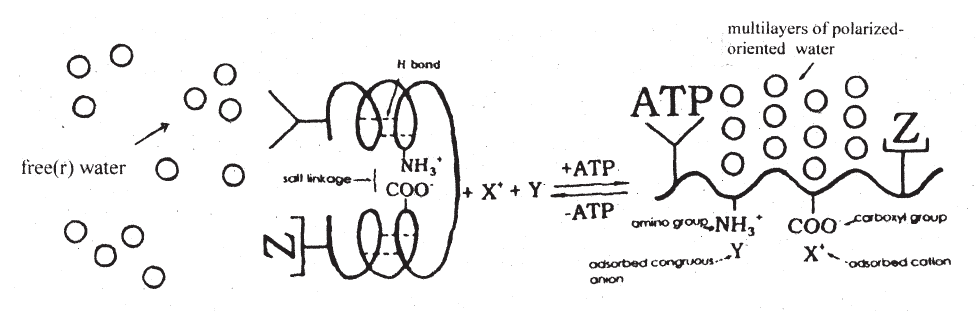 multilayers of polarized-
oriented water
H bond
ATP
Z
free(r) water
NH₃⁺
salt linkage
COO⁻
+ X⁺ + Y⁻
+ATP
-ATP
Z
amino group
NH₃⁺
COO⁻
carboxyl group
Y⁻
X⁺
adsorbed congruous
anion
adsorbed cation